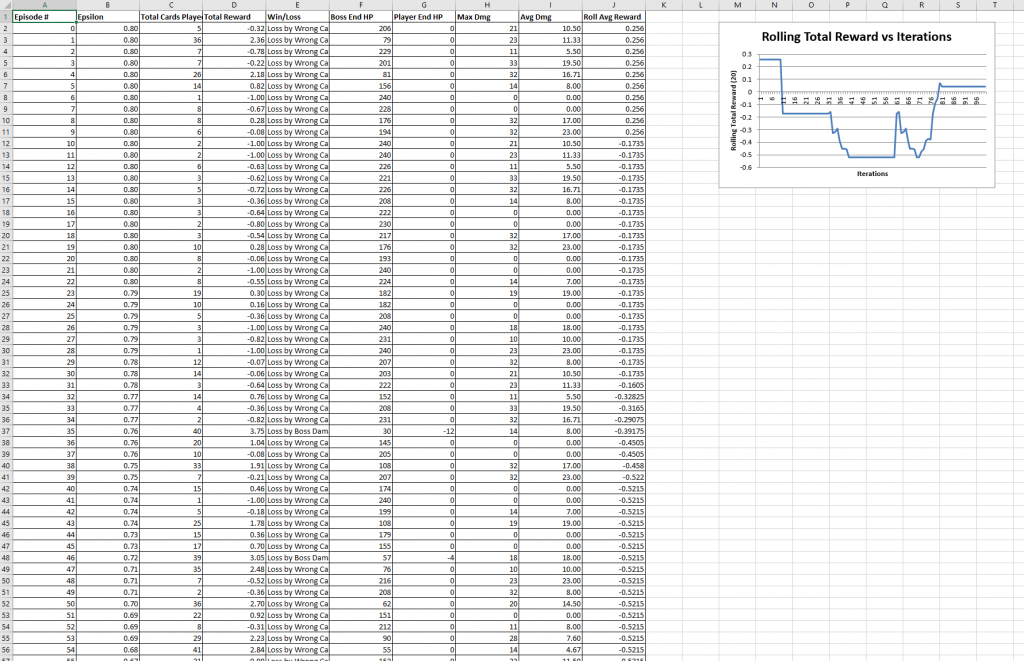 A B C D E F G H I J K L M N O P Q R S T
1 Episode # Epsilon Total Cards Played Total Reward Win/Loss Boss End HP Player End HP Max Dmg Avg Dmg Roll Avg Reward
2 0 0.80 5 -0.32 Loss by Wrong Ca 206 0 21 10.50 0.256
3 1 0.80 36 2.36 Loss by Wrong Ca 79 0 23 11.33 0.256
4 2 0.80 7 -0.78 Loss by Wrong Ca 229 0 11 5.50 0.256
5 3 0.80 7 -0.22 Loss by Wrong Ca 201 0 33 19.50 0.256
6 4 0.80 26 2.18 Loss by Wrong Ca 81 0 32 16.71 0.256
7 5 0.80 14 0.82 Loss by Wrong Ca 156 0 14 8.00 0.256
8 6 0.80 1 -1.00 Loss by Wrong Ca 240 0 0 0.00 0.256
9 7 0.80 8 -0.67 Loss by Wrong Ca 228 0 0 0.00 0.256
10 8 0.80 8 0.28 Loss by Wrong Ca 176 0 32 17.00 0.256
11 9 0.80 6 -0.08 Loss by Wrong Ca 194 0 32 23.00 0.256
12 10 0.80 2 -1.00 Loss by Wrong Ca 240 0 21 10.50 -0.1735
13 11 0.80 2 -1.00 Loss by Wrong Ca 240 0 23 11.33 -0.1735
14 12 0.80 6 -0.63 Loss by Wrong Ca 226 0 11 5.50 -0.1735
15 13 0.80 3 -0.62 Loss by Wrong Ca 221 0 33 19.50 -0.1735
16 14 0.80 5 -0.72 Loss by Wrong Ca 226 0 32 16.71 -0.1735
17 15 0.80 3 -0.36 Loss by Wrong Ca 208 0 14 8.00 -0.1735
18 16 0.80 3 -0.64 Loss by Wrong Ca 222 0 0 0.00 -0.1735
19 17 0.80 2 -0.80 Loss by Wrong Ca 230 0 0 0.00 -0.1735
20 18 0.80 3 -0.54 Loss by Wrong Ca 217 0 32 17.00 -0.1735
21 19 0.80 10 0.28 Loss by Wrong Ca 176 0 32 23.00 -0.1735
22 20 0.80 8 -0.06 Loss by Wrong Ca 193 0 0 0.00 -0.1735
23 21 0.80 2 -1.00 Loss by Wrong Ca 240 0 0 0.00 -0.1735
24 22 0.80 8 -0.55 Loss by Wrong Ca 224 0 14 7.00 -0.1735
25 23 0.79 19 0.30 Loss by Wrong Ca 182 0 19 19.00 -0.1735
26 24 0.79 10 0.16 Loss by Wrong Ca 182 0 0 0.00 -0.1735
27 25 0.79 5 -0.36 Loss by Wrong Ca 208 0 0 0.00 -0.1735
28 26 0.79 3 -1.00 Loss by Wrong Ca 240 0 18 18.00 -0.1735
29 27 0.79 3 -0.82 Loss by Wrong Ca 231 0 10 10.00 -0.1735
30 28 0.79 1 -1.00 Loss by Wrong Ca 240 0 23 23.00 -0.1735
31 29 0.78 12 -0.07 Loss by Wrong Ca 207 0 32 8.00 -0.1735
32 30 0.78 14 -0.06 Loss by Wrong Ca 203 0 21 10.50 -0.1735
33 31 0.78 3 -0.64 Loss by Wrong Ca 222 0 23 11.33 -0.1605
34 32 0.77 14 0.76 Loss by Wrong Ca 152 0 11 5.50 -0.32825
35 33 0.77 4 -0.36 Loss by Wrong Ca 208 0 33 19.50 -0.3165
36 34 0.77 2 -0.82 Loss by Wrong Ca 231 0 32 16.71 -0.29075
37 35 0.76 40 3.75 Loss by Boss Dam 30 -12 14 8.00 -0.39175
38 36 0.76 20 1.04 Loss by Wrong Ca 145 0 0 0.00 -0.4505
39 37 0.76 10 -0.08 Loss by Wrong Ca 205 0 0 0.00 -0.4505
40 38 0.75 33 1.91 Loss by Wrong Ca 108 0 32 17.00 -0.458
41 39 0.75 7 -0.21 Loss by Wrong Ca 207 0 32 23.00 -0.522
42 40 0.74 15 0.46 Loss by Wrong Ca 174 0 0 0.00 -0.5215
43 41 0.74 1 -1.00 Loss by Wrong Ca 240 0 0 0.00 -0.5215
44 42 0.74 5 -0.18 Loss by Wrong Ca 199 0 14 7.00 -0.5215
45 43 0.74 25 1.78 Loss by Wrong Ca 108 0 19 19.00 -0.5215
46 44 0.73 15 0.36 Loss by Wrong Ca 179 0 0 0.00 -0.5215
47 45 0.73 17 0.70 Loss by Wrong Ca 155 0 0 0.00 -0.5215
48 46 0.72 39 3.05 Loss by Boss Dam 57 -4 18 18.00 -0.5215
49 47 0.71 35 2.48 Loss by Wrong Ca 76 0 10 10.00 -0.5215
50 48 0.71 7 -0.52 Loss by Wrong Ca 216 0 23 23.00 -0.5215
51 49 0.71 2 -0.36 Loss by Wrong Ca 208 0 32 8.00 -0.5215
52 50 0.70 36 2.70 Loss by Wrong Ca 62 0 20 14.50 -0.5215
53 51 0.69 22 0.92 Loss by Wrong Ca 151 0 0 0.00 -0.5215
54 52 0.69 8 -0.31 Loss by Wrong Ca 212 0 11 8.00 -0.5215
55 53 0.69 29 2.23 Loss by Wrong Ca 90 0 28 7.60 -0.5215
56 54 0.68 41 2.84 Loss by Wrong Ca 55 0 14 4.67 -0.5215
Rolling Total Reward vs Iterations
Rolling Total Reward (20)
0.3
0.2
0.1
0
-0.1
-0.2
-0.3
-0.4
-0.5
-0.6
1 6 11 16 21 26 31 36 41 46 51 56 61 66 71 76 81 86 91 96
Iterations